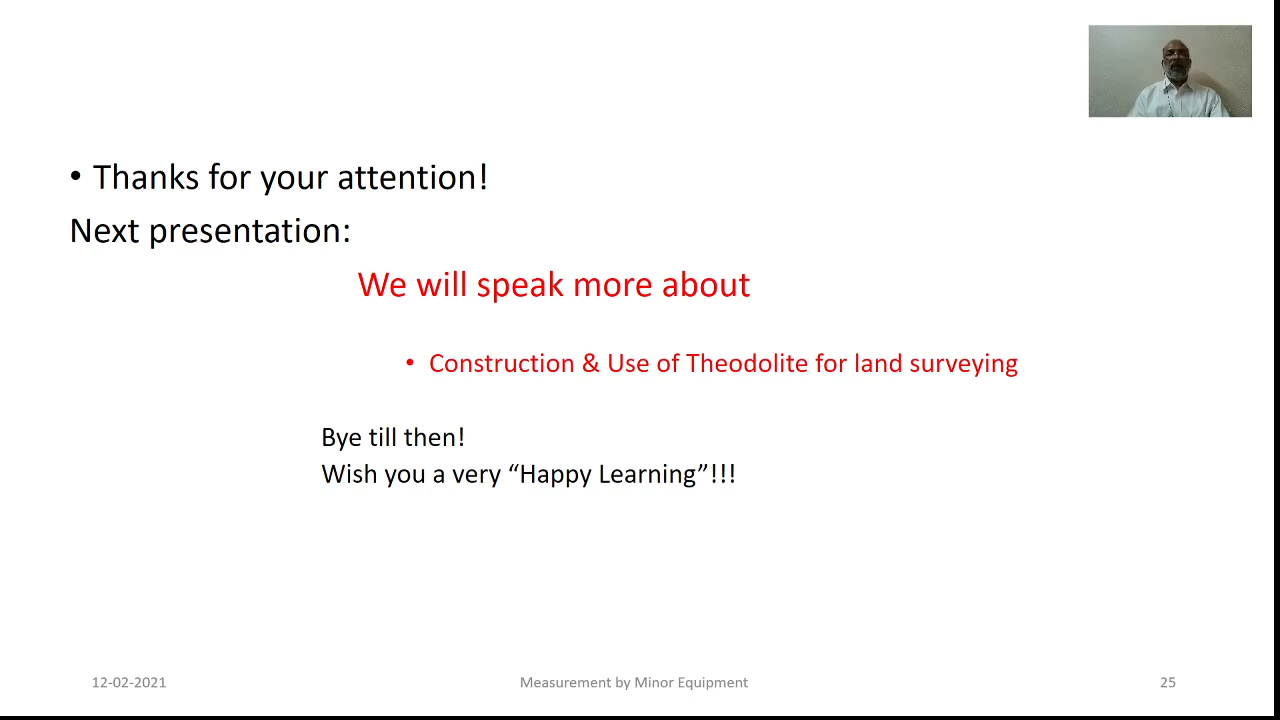 • Thanks for your attention!
Next presentation:
We will speak more about
• Construction & Use of Theodolite for land surveying
Bye till then!
Wish you a very “Happy Learning”!!!
12-02-2021
Measurement by Minor Equipment
25